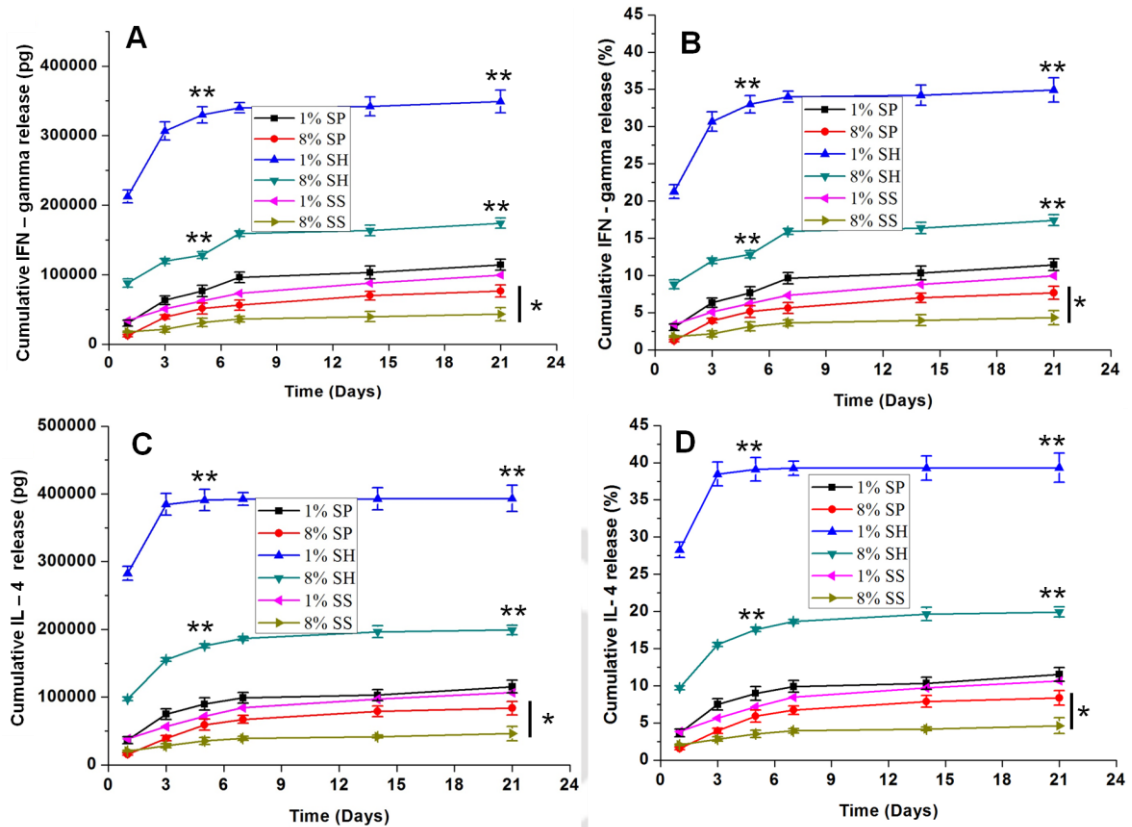 A
Cumulative IFN – gamma release (pg)
400000
300000
200000
100000
0
** **
** **
*
1% SP
8% SP
1% SH
8% SH
1% SS
8% SS
0 3 6 9 12 15 18 21 24
Time (Days)
B
Cumulative IFN - gamma release (%)
45
40
35
30
25
20
15
10
5
0
** **
** **
*
1% SP
8% SP
1% SH
8% SH
1% SS
8% SS
0 3 6 9 12 15 18 21 24
Time (Days)
C
Cumulative IL – 4 release (pg)
500000
400000
300000
200000
100000
0
** **
** **
*
1% SP
8% SP
1% SH
8% SH
1% SS
8% SS
0 3 6 9 12 15 18 21 24
Time (Days)
D
Cumulative IL- 4 release (%)
45
40
35
30
25
20
15
10
5
0
** **
** **
*
1% SP
8% SP
1% SH
8% SH
1% SS
8% SS
0 3 6 9 12 15 18 21 24
Time (Days)